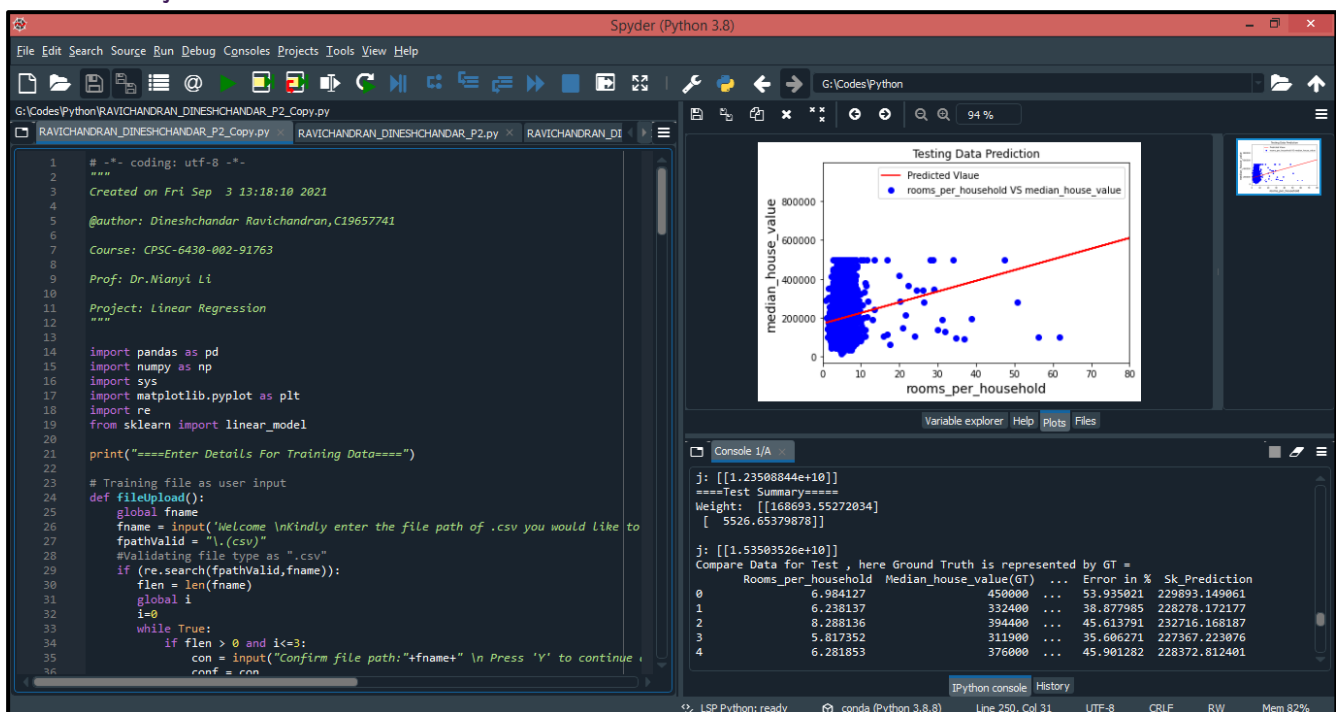 Spyder (Python 3.8)
File Edit Search Source Run Debug Consoles Projects Tools View Help
G:\Codes\Python
G:\Codes\Python\RAVICHANDRAN_DINESHCHANDAR_P2_Copy.py
RAVICHANDRAN_DINESHCHANDAR_P2_Copy.py RAVICHANDRAN_DINESHCHANDAR_P2.py RAVICHANDRAN_DI
1 # -*- coding: utf-8 -*-
2 """
3 Created on Fri Sep  3 13:18:10 2021
4
5 @author: Dineshchandar Ravichandran,C19657741
6
7 Course: CPSC-6430-002-91763
8
9 Prof: Dr.Nianyi Li
10
11 Project: Linear Regression
12 """
13
14 import pandas as pd
15 import numpy as np
16 import sys
17 import matplotlib.pyplot as plt
18 import re
19 from sklearn import linear_model
20
21 print("====Enter Details For Training Data====")
22
23 # Training file as user input
24 def fileUpload():
25     global fname
26     fname = input('Welcome \nKindly enter the file path of .csv you would like to
27     fpathValid = "\.(csv)"
28     #Validating file type as ".csv"
29     if (re.search(fpathValid,fname)):
30         flen = len(fname)
31         global i
32         i=0
33         while True:
34             if flen > 0 and i<=3:
35                 con = input("Confirm file path:"+fname+" \n Press 'Y' to continue
36                 conf = con
94 %
Testing Data Prediction
Predicted Vlaue
rooms_per_household VS median_house_value
median_house_value
800000
600000
400000
200000
0
0 10 20 30 40 50 60 70 80
rooms_per_household
Variable explorer Help Plots Files
Console 1/A
j: [[1.23508844e+10]]
====Test Summary=====
Weight:  [[168693.55272034]
 [  5526.65379878]]
j: [[1.53503526e+10]]
Compare Data for Test , here Ground Truth is represented by GT =
Rooms_per_household  Median_house_value(GT)  ...  Error in %  Sk_Prediction
0 6.984127 450000 ... 53.935021 229893.149061
1 6.238137 332400 ... 38.877985 228278.172177
2 8.288136 394400 ... 45.613791 232716.168187
3 5.817352 311900 ... 35.606271 227367.223076
4 6.281853 376000 ... 45.901282 228372.812401
IPython console History
LSP Python: ready conda (Python 3.8.8) Line 250, Col 31 UTF-8 CRLF RW Mem 82%